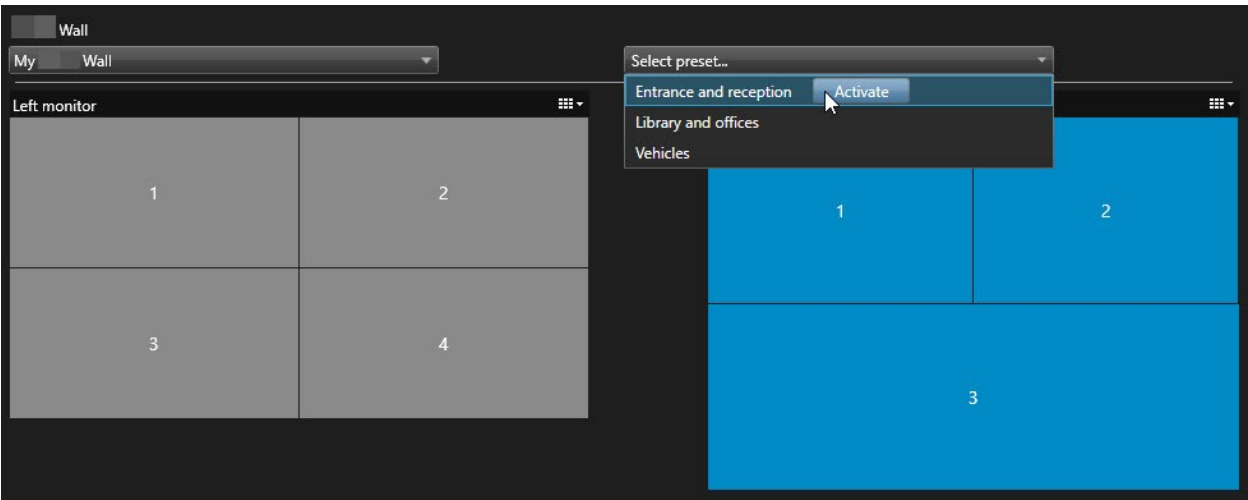 Wall
My Wall
Select preset...
Entrance and reception Activate
Library and offices
Vehicles
Left monitor
1 2
3 4
1 2
3